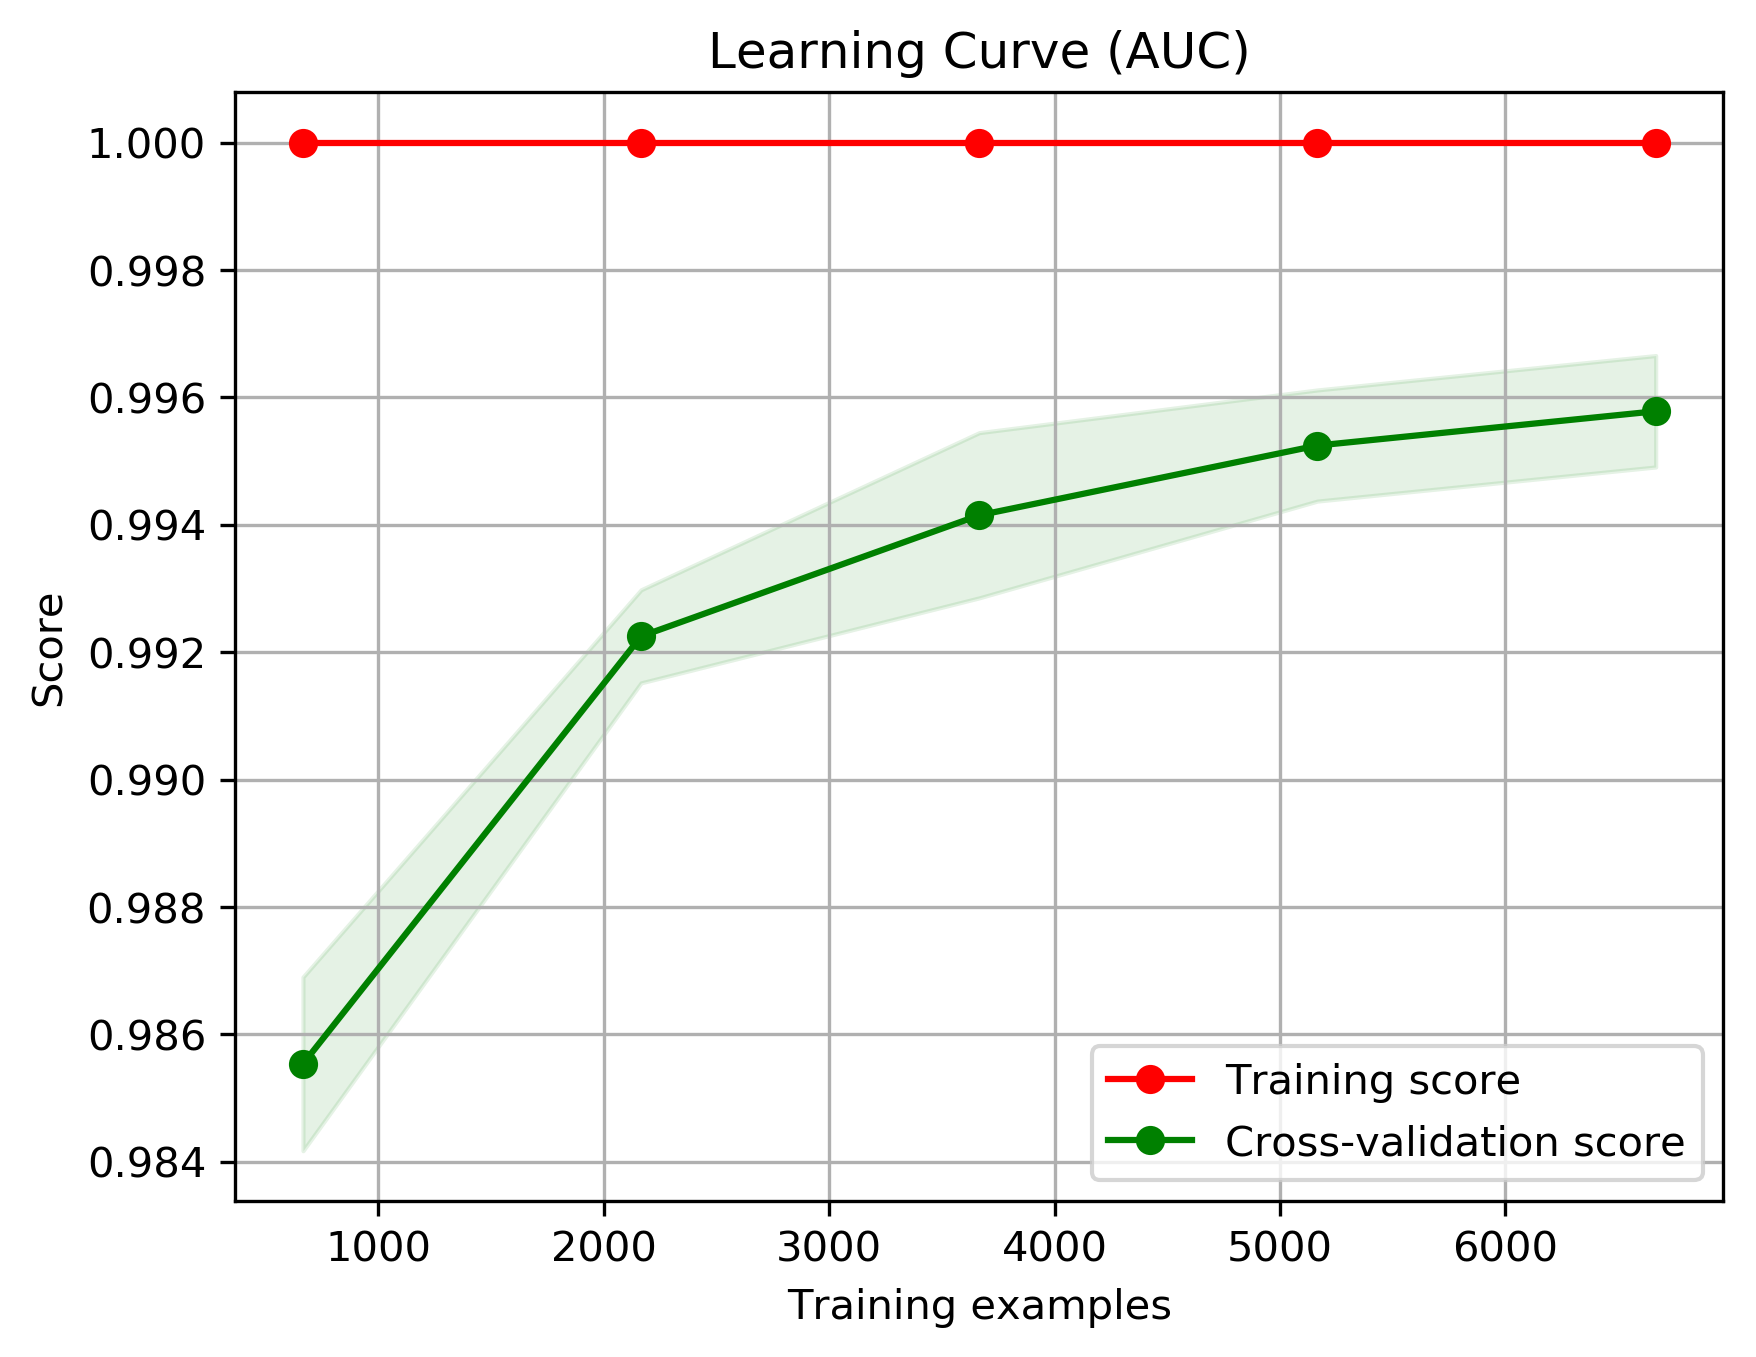 Learning Curve (AUC)
1.000
0.998
0.996
0.994
0.992
0.990
0.988
0.986
0.984
Score
Training score
Cross-validation score
1000 2000 3000 4000 5000 6000
Training examples